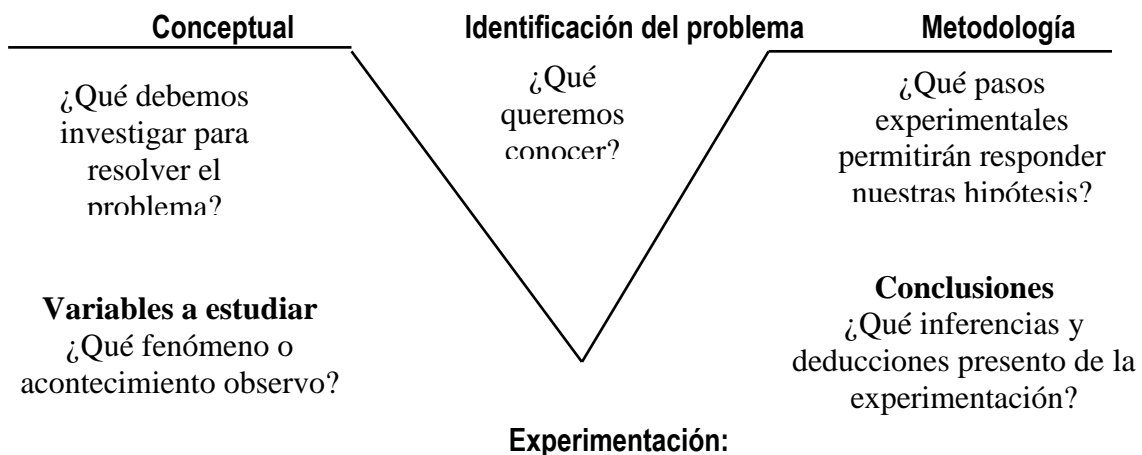 Conceptual
Identificación del problema
Metodología
¿Qué debemos
investigar para
resolver el
problema?
¿Qué
queremos
conocer?
¿Qué pasos
experimentales
permitirán responder
nuestras hipótesis?
Variables a estudiar
¿Qué fenómeno o
acontecimiento observo?
Conclusiones
¿Qué inferencias y
deducciones presento de la
experimentación?
Experimentación: